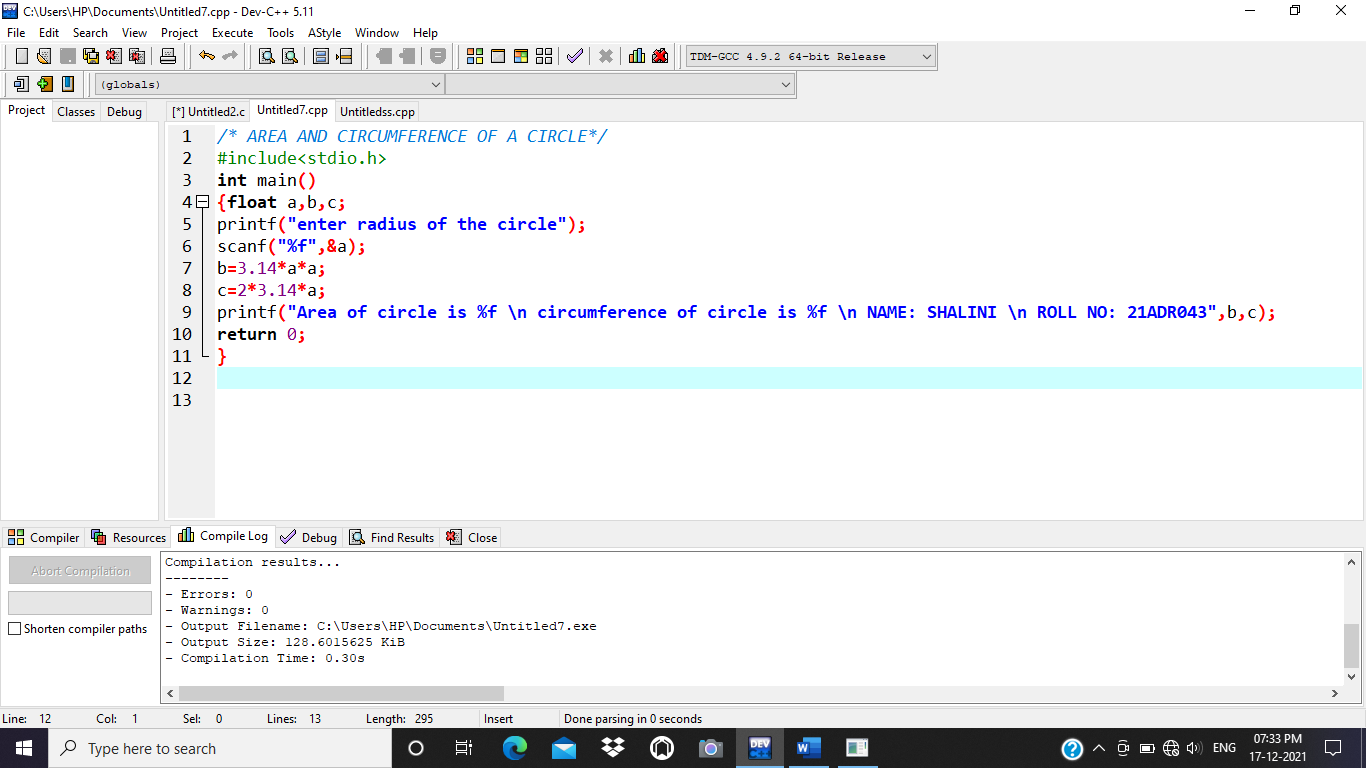 C:\Users\HP\Documents\Untitled7.cpp - Dev-C++ 5.11
File Edit Search View Project Execute Tools AStyle Window Help
TDM-GCC 4.9.2 64-bit Release
(globals)
Project Classes Debug [*] Untitled2.c Untitled7.cpp Untitledss.cpp
1 /* AREA AND CIRCUMFERENCE OF A CIRCLE*/
2 #include<stdio.h>
3 int main()
4 {float a,b,c;
5 printf("enter radius of the circle");
6 scanf("%f",&a);
7 b=3.14*a*a;
8 c=2*3.14*a;
9 printf("Area of circle is %f \n circumference of circle is %f \n NAME: SHALINI \n ROLL NO: 21ADR043",b,c);
10 return 0;
11 }
12
13
Compiler Resources Compile Log Debug Find Results Close
Abort Compilation
Shorten compiler paths
Compilation results...
--------
- Errors: 0
- Warnings: 0
- Output Filename: C:\Users\HP\Documents\Untitled7.exe
- Output Size: 128.6015625 KiB
- Compilation Time: 0.30s
Line: 12 Col: 1 Sel: 0 Lines: 13 Length: 295 Insert Done parsing in 0 seconds
Type here to search
DEV
W
ENG
07:33 PM
17-12-2021